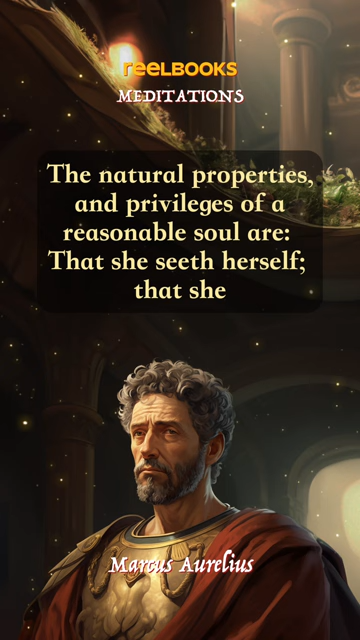 reelbooks
MEDITATIONS
The natural properties,
and privileges of a
reasonable soul are:
That she seeth herself;
that she
Marcus Aurelius